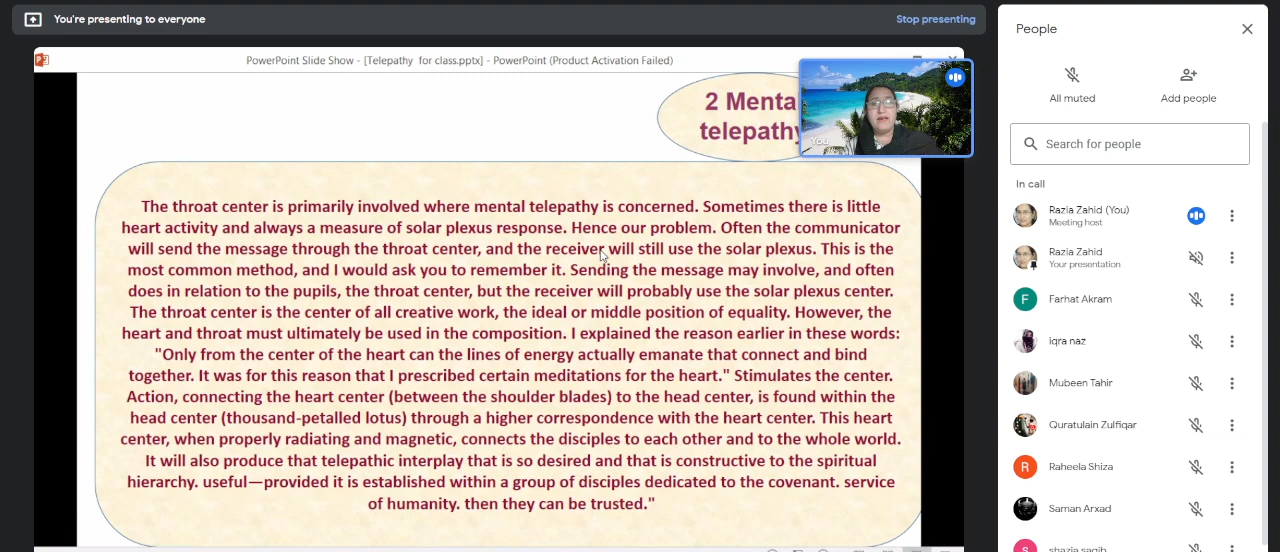 You're presenting to everyone
Stop presenting
PowerPoint Slide Show - [Telepathy for class.pptx] - PowerPoint (Product Activation Failed)
2 Menta
telepathy
You
The throat center is primarily involved where mental telepathy is concerned. Sometimes there is little
heart activity and always a measure of solar plexus response. Hence our problem. Often the communicator
will send the message through the throat center, and the receiver will still use the solar plexus. This is the
most common method, and I would ask you to remember it. Sending the message may involve, and often
does in relation to the pupils, the throat center, but the receiver will probably use the solar plexus center.
The throat center is the center of all creative work, the ideal or middle position of equality. However, the
heart and throat must ultimately be used in the composition. I explained the reason earlier in these words:
"Only from the center of the heart can the lines of energy actually emanate that connect and bind
together. It was for this reason that I prescribed certain meditations for the heart." Stimulates the center.
Action, connecting the heart center (between the shoulder blades) to the head center, is found within the
head center (thousand-petalled lotus) through a higher correspondence with the heart center. This heart
center, when properly radiating and magnetic, connects the disciples to each other and to the whole world.
It will also produce that telepathic interplay that is so desired and that is constructive to the spiritual
hierarchy. useful—provided it is established within a group of disciples dedicated to the covenant. service
of humanity. then they can be trusted."
People
All muted
Add people
Search for people
In call
Razia Zahid (You)
Meeting host
Razia Zahid
Your presentation
F
Farhat Akram
iqra naz
Mubeen Tahir
Quratulain Zulfiqar
R
Raheela Shiza
Saman Arxad
shazia saqib